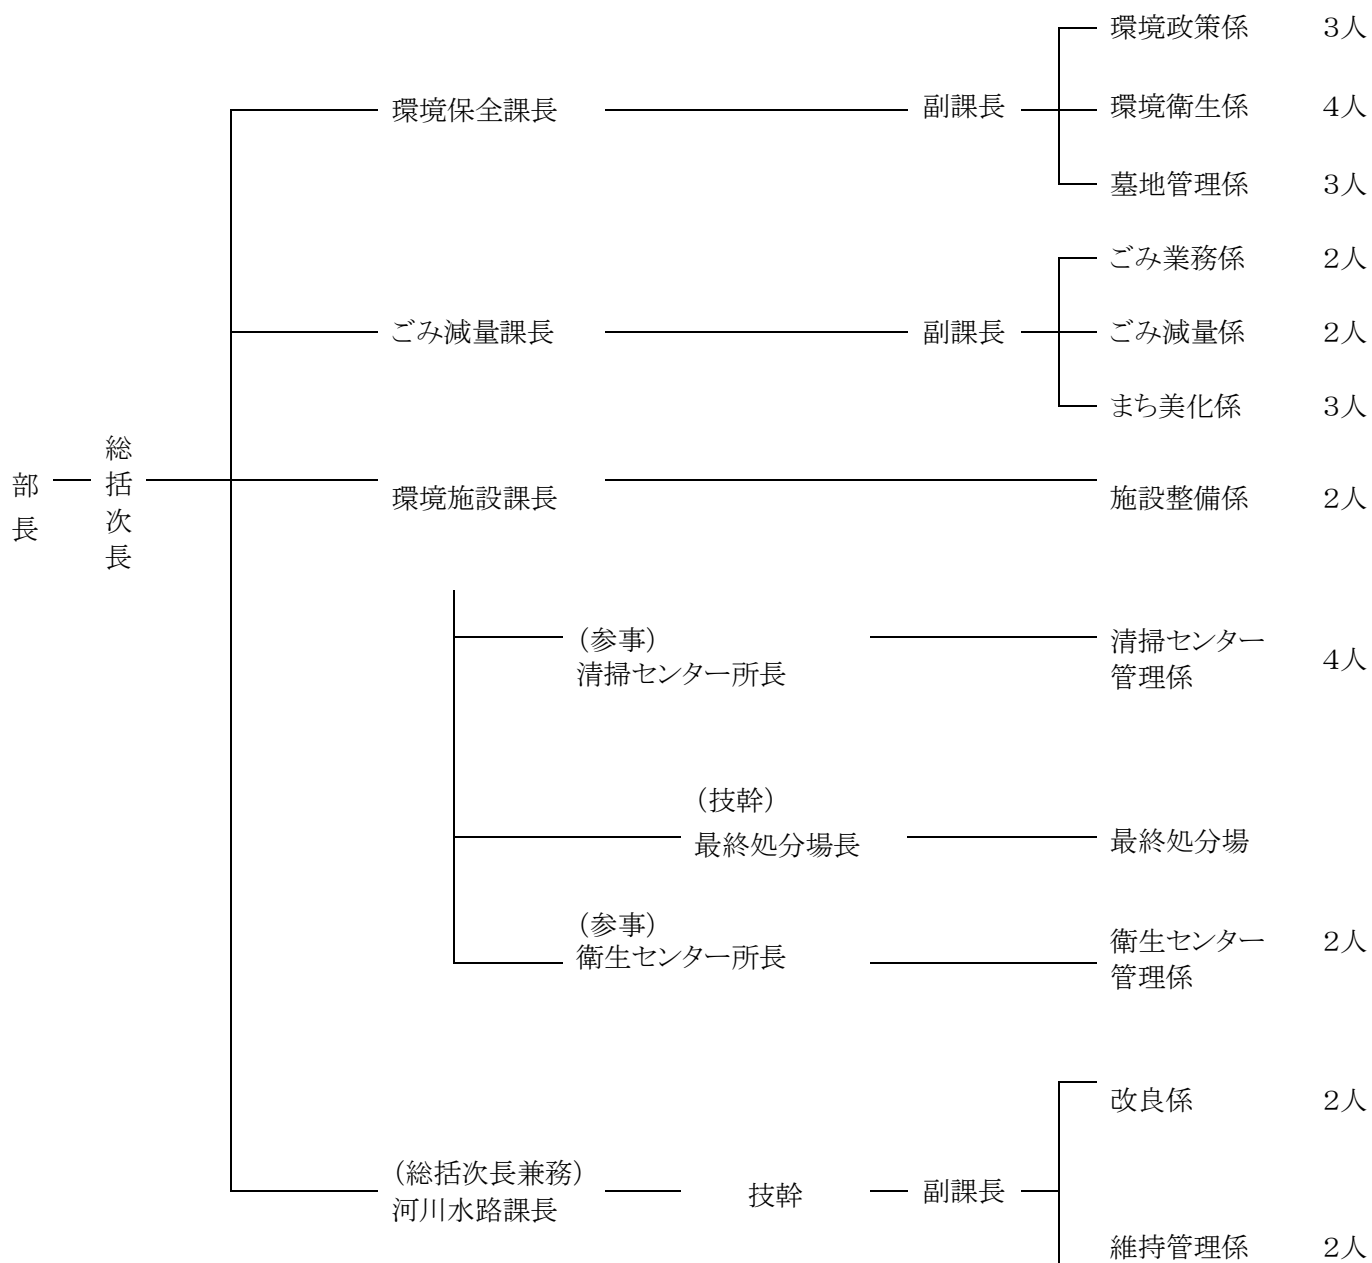 環境政策係 3人
環境保全課長 副課長 環境衛生係 4人
墓地管理係 3人
ごみ業務係 2人
ごみ減量課長 副課長 ごみ減量係 2人
まち美化係 3人
部長
総括次長
環境施設課長 施設整備係 2人
(参事)
清掃センター所長
清掃センター
管理係
4人
(技幹)
最終処分場長 最終処分場
(参事)
衛生センター所長
衛生センター
管理係
2人
改良係 2人
(総括次長兼務)
河川水路課長
技幹 副課長
維持管理係 2人